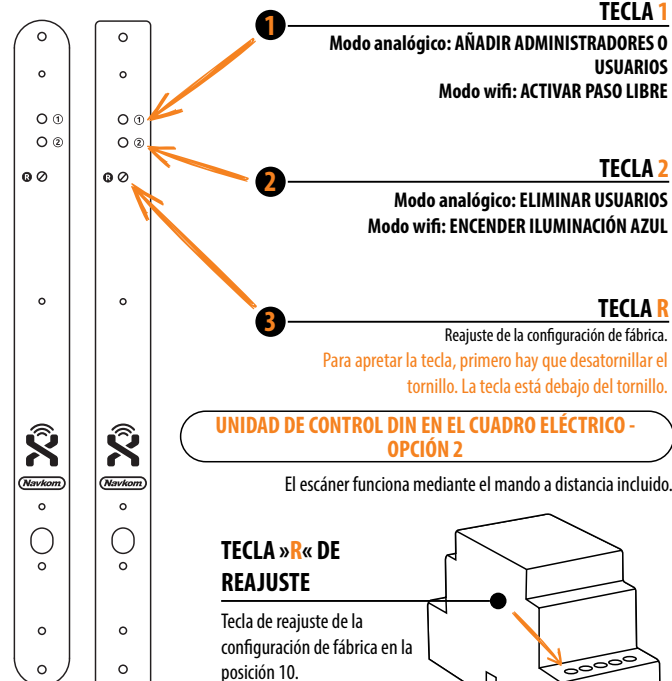 1
TECLA 1
Modo analógico: AÑADIR ADMINISTRADORES O
USUARIOS
Modo wifi: ACTIVAR PASO LIBRE
① ①
② ②
R R
2
TECLA 2
Modo analógico: ELIMINAR USUARIOS
Modo wifi: ENCENDER ILUMINACIÓN AZUL
3
TECLA R
Reajuste de la configuración de fábrica.
Para apretar la tecla, primero hay que desatornillar el
tornillo. La tecla está debajo del tornillo.
UNIDAD DE CONTROL DIN EN EL CUADRO ELÉCTRICO -
OPCIÓN 2
El escáner funciona mediante el mando a distancia incluido.
Navkom Navkom
TECLA »R« DE
REAJUSTE
Tecla de reajuste de la
configuración de fábrica en la
posición 10.